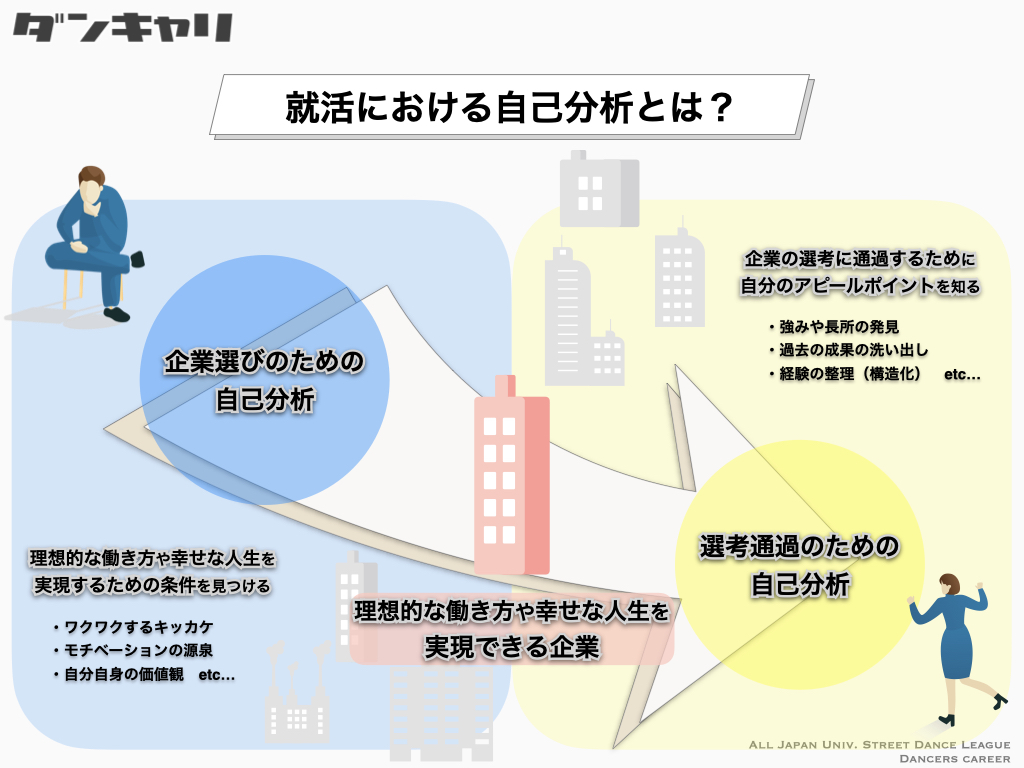 ダンキャリ
就活における自己分析とは？
企業選びのための
自己分析
理想的な働き方や幸せな人生を
実現するための条件を見つける
・ワクワクするキッカケ
・モチベーションの源泉
・自分自身の価値観　etc…
理想的な働き方や幸せな人生を
実現できる企業
企業の選考に通過するために
自分のアピールポイントを知る
・強みや長所の発見
・過去の成果の洗い出し
・経験の整理（構造化）　etc…
選考通過のための
自己分析
All Japan Univ. Street Dance League
Dancers career